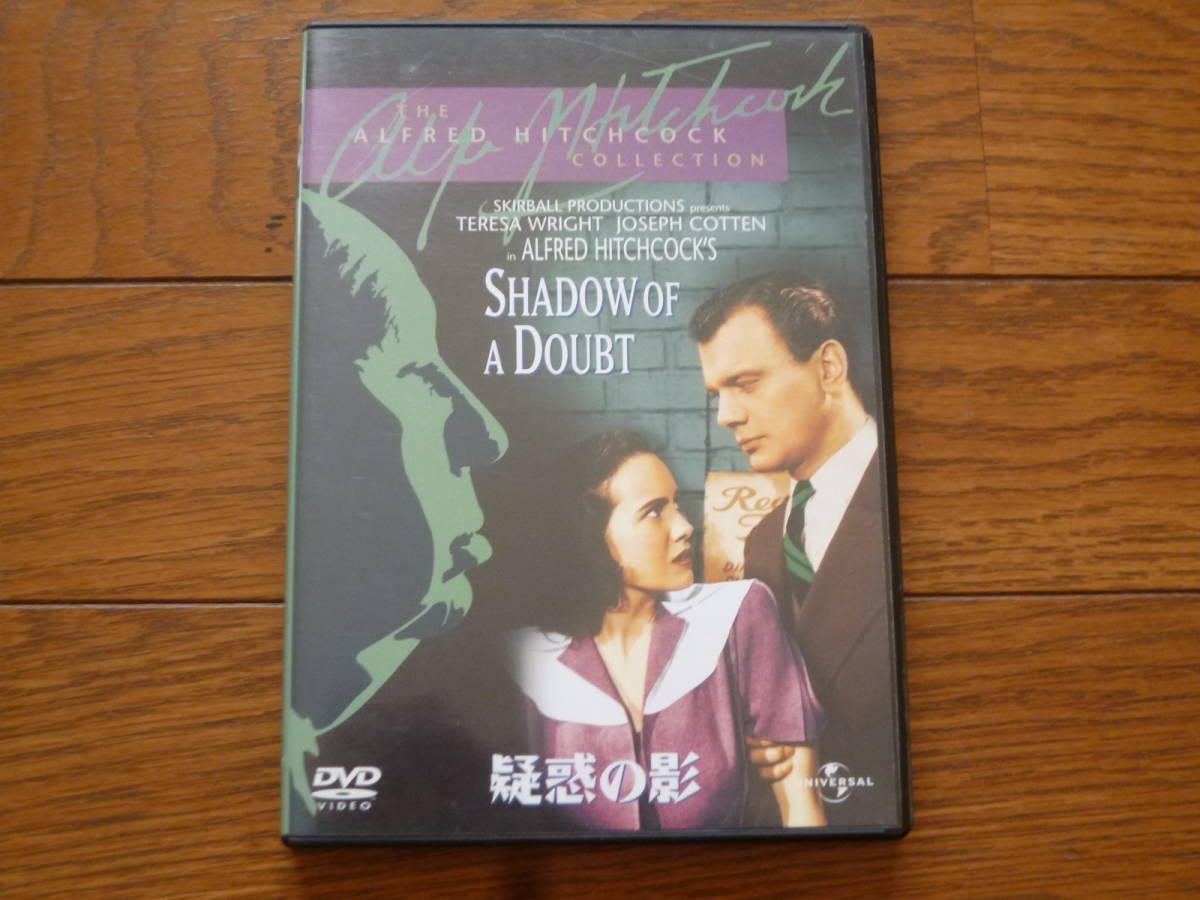 THE
ALFRED HITCHCOCK
COLLECTION
Alfred Hitchcock
SKIRBALL PRODUCTIONS presents
TERESA WRIGHT JOSEPH COTTEN
in ALFRED HITCHCOCK'S
SHADOW OF
A DOUBT
疑惑の影
DVD
VIDEO
UNIVERSAL